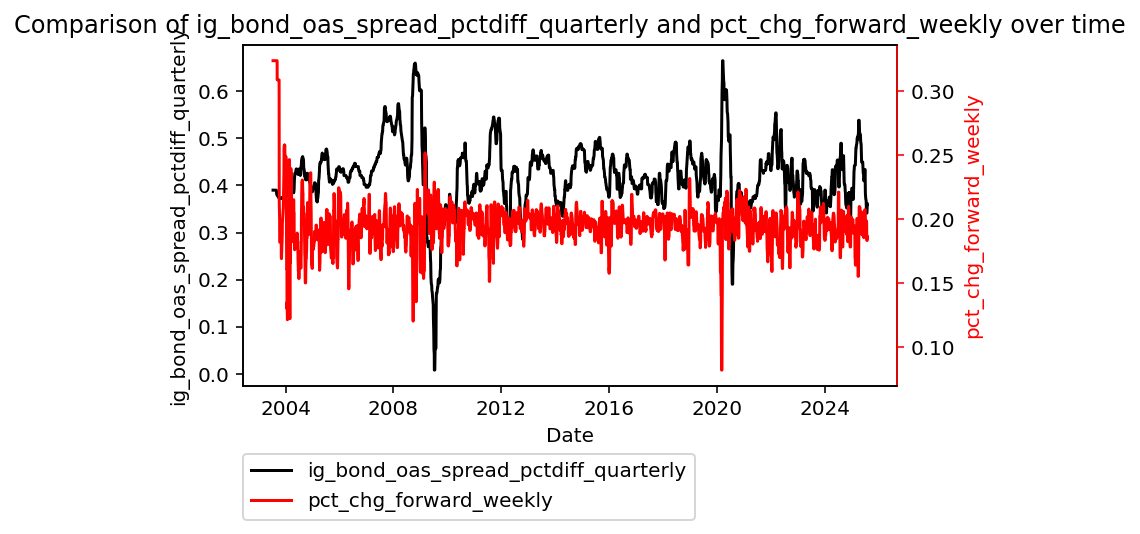 Comparison of ig_bond_oas_spread_pctdiff_quarterly and pct_chg_forward_weekly over time
ig_bond_oas_spread_pctdiff_quarterly
0.6
0.5
0.4
0.3
0.2
0.1
0.0
0.30
0.25
0.20
0.15
0.10
pct_chg_forward_weekly
2004 2008 2012 2016 2020 2024
Date
ig_bond_oas_spread_pctdiff_quarterly
pct_chg_forward_weekly